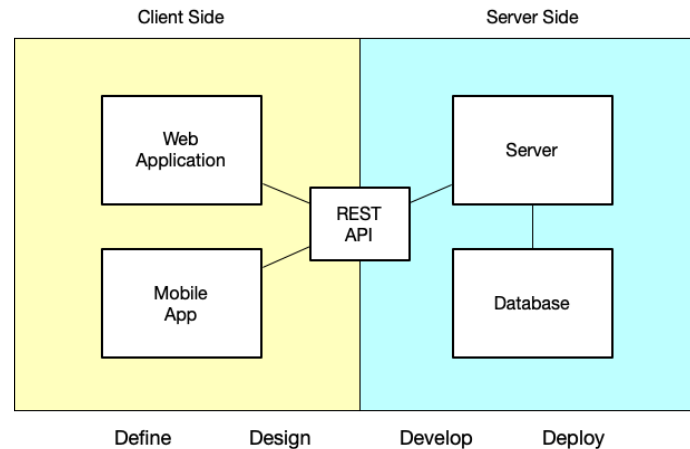 Client Side
Server Side
Web
Application
Server
REST
API
Mobile
App
Database
Define
Design
Develop
Deploy